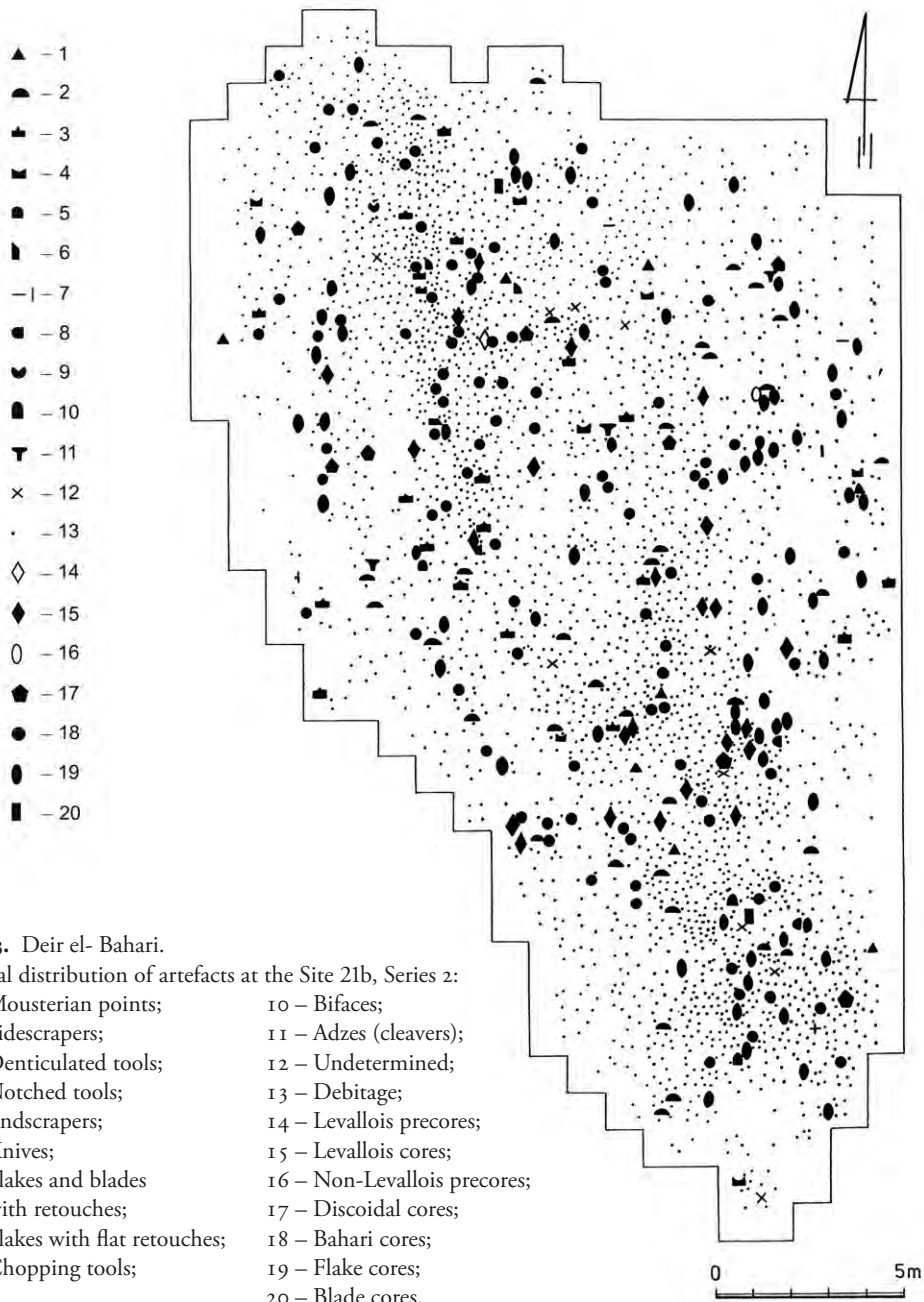 – 1
– 2
– 3
– 4
– 5
– 6
– 7
– 8
– 9
– 10
– 11
– 12
– 13
– 14
– 15
– 16
– 17
– 18
– 19
– 20
3. Deir el- Bahari.
al distribution of artefacts at the Site 21b, Series 2:
Mousterian points;
idescrapers;
Denticulated tools;
Notched tools;
ndscrapers;
Knives;
lakes and blades
with retouches;
lakes with flat retouches;
Chopping tools;
10 – Bifaces;
11 – Adzes (cleavers);
12 – Undetermined;
13 – Debitage;
14 – Levallois precores;
15 – Levallois cores;
16 – Non-Levallois precores;
17 – Discoidal cores;
18 – Bahari cores;
19 – Flake cores;
20 – Blade cores.
0 5m